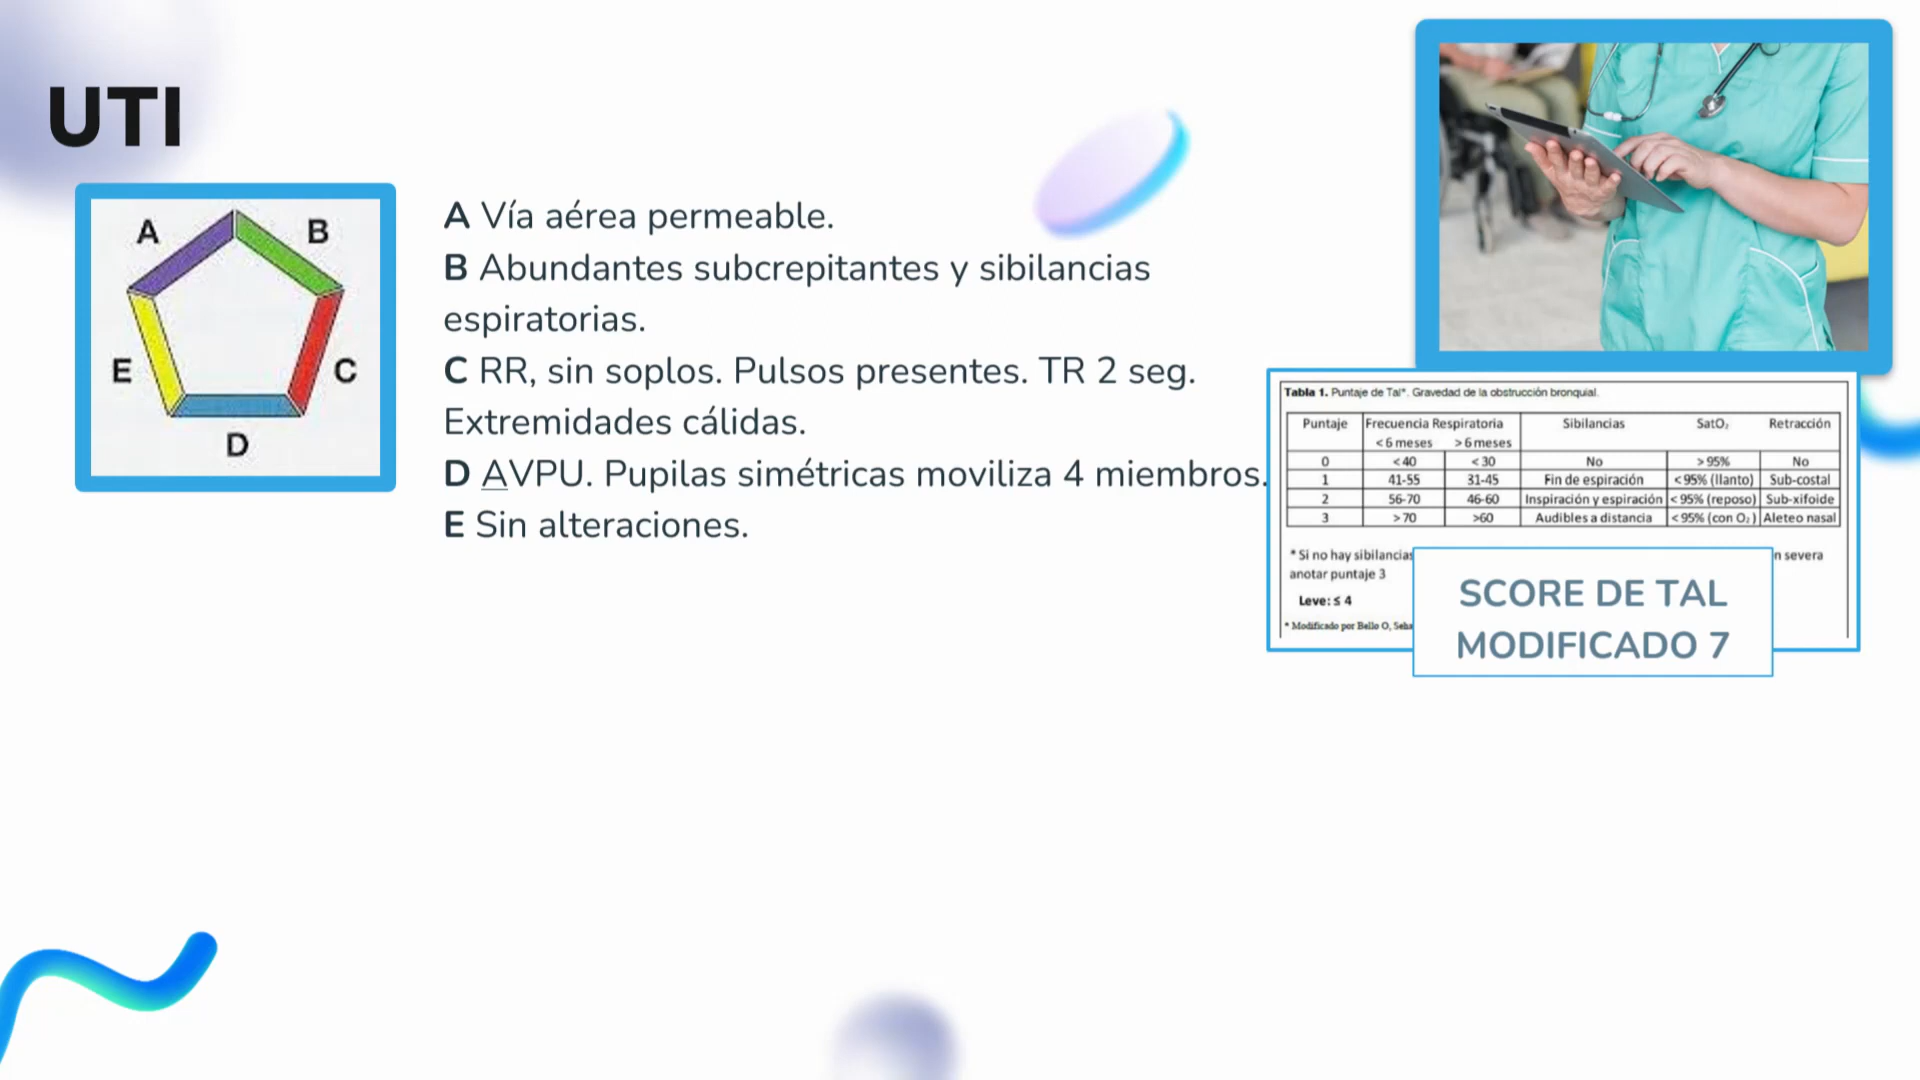 UTI
A
B
C
D
E
A Vía aérea permeable.
B Abundantes subcrepitantes y sibilancias
espiratorias.
C RR, sin soplos. Pulsos presentes. TR 2 seg.
Extremidades cálidas.
D AVPU. Pupilas simétricas moviliza 4 miembros.
E Sin alteraciones.
Tabla 1. Puntaje de Tal*. Gravedad de la obstrucción bronquial.
Puntaje Frecuencia Respiratoria Sibilancias SatO₂ Retracción
<6 meses >6 meses
0 <40 <30 No >95% No
1 41-55 31-45 Fin de espiración <95% (llanto) Sub-costal
2 56-70 46-60 Inspiración y espiración <95% (reposo) Sub-xifoide
3 >70 >60 Audibles a distancia <95% (con O₂) Aleteo nasal
* Si no hay sibilancias n severa
anotar puntaje 3
Leve: ≤ 4
* Modificado por Bello O, Seha
SCORE DE TAL
MODIFICADO 7